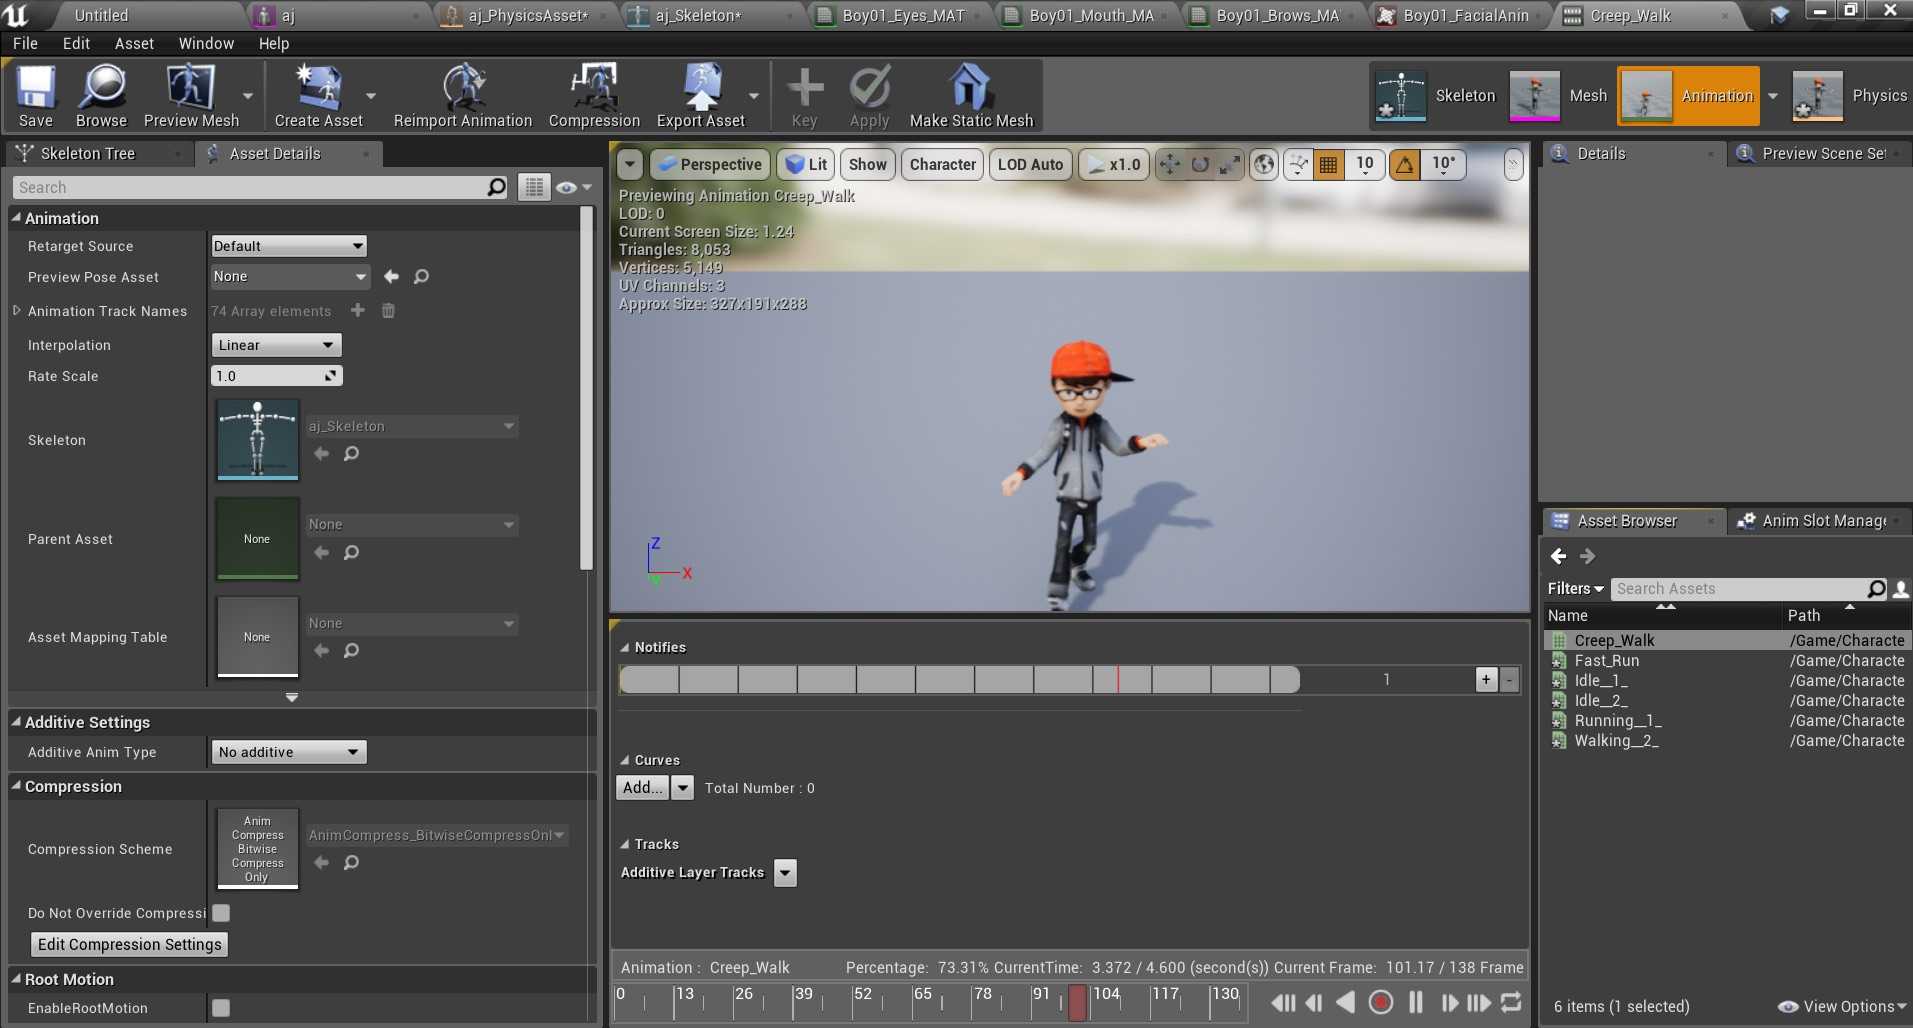 Untitled
aj
aj_PhysicsAsset*
aj_Skeleton*
Boy01_Eyes_MAT
Boy01_Mouth_MA
Boy01_Brows_MA
Boy01_FacialAnin
Creep_Walk
File Edit Asset Window Help
Save
Browse
Preview Mesh
Create Asset
Reimport Animation
Compression
Export Asset
Key
Apply
Make Static Mesh
Skeleton
Mesh
Animation
Physics
Skeleton Tree
Asset Details
Search
Animation
Retarget Source Default
Preview Pose Asset None
Animation Track Names 74 Array elements
Interpolation Linear
Rate Scale 1.0
Skeleton aj_Skeleton
Parent Asset None None
Asset Mapping Table None None
Additive Settings
Additive Anim Type No additive
Compression
Compression Scheme
Anim
Compress
Bitwise
Compress
Only
AnimCompress_BitwiseCompressOnl
Do Not Override Compressi
Edit Compression Settings
Root Motion
EnableRootMotion
Perspective Lit Show Character LOD Auto x1.0 10 10°
Previewing Animation Creep_Walk
LOD: 0
Current Screen Size: 1.24
Triangles: 8,053
Vertices: 5,149
UV Channels: 3
Approx Size: 327x191x288
Z
X
Y
Notifies
1 + -
Curves
Add... Total Number : 0
Tracks
Additive Layer Tracks
Animation : Creep_Walk Percentage: 73.31% CurrentTime: 3.372 / 4.600 (second(s)) Current Frame: 101.17 / 138 Frame
0 13 26 39 52 65 78 91 104 117 130
Details
Preview Scene Set
Asset Browser
Anim Slot Manage
Filters Search Assets
Name Path
Creep_Walk /Game/Characte
Fast_Run /Game/Characte
Idle__1_ /Game/Characte
Idle__2_ /Game/Characte
Running__1_ /Game/Characte
Walking__2_ /Game/Characte
6 items (1 selected) View Options